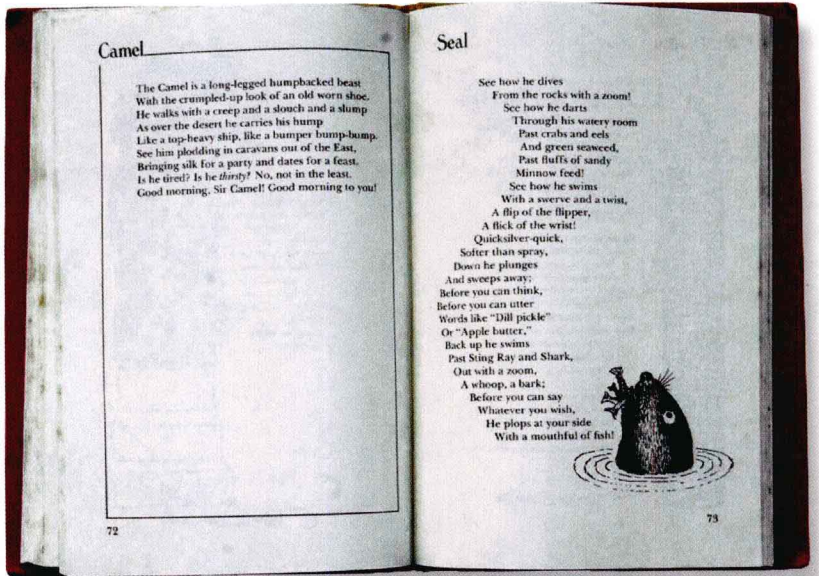 Camel
The Camel is a long-legged humpbacked beast
With the crumpled-up look of an old worn shoe.
He walks with a creep and a slouch and a slump
As over the desert he carries his hump
Like a top-heavy ship, like a bumper bump-bump.
See him plodding in caravans out of the East,
Bringing silk for a party and dates for a feast.
Is he tired? Is he thirsty? No, not in the least.
Good morning, Sir Camel! Good morning to you!
72
Seal
See how he dives
From the rocks with a zoom!
See how he darts
Through his watery room
Past crabs and eels
And green seaweed,
Past fluffs of sandy
Minnow feed!
See how he swims
With a swerve and a twist,
A flip of the flipper,
A flick of the wrist!
Quicksilver-quick,
Softer than spray,
Down he plunges
And sweeps away;
Before you can think,
Before you can utter
Words like "Dill pickle"
Or "Apple butter,"
Back up he swims
Past Sting Ray and Shark,
Out with a zoom,
A whoop, a bark;
Before you can say
Whatever you wish,
He plops at your side
With a mouthful of fish!
73